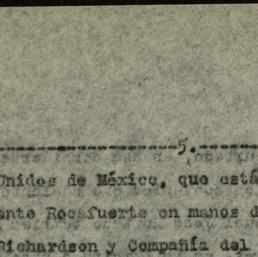 -----------------5.------
Unidos de México, que está
ente Rocafuerte en manos d
Richardson y Compañía del